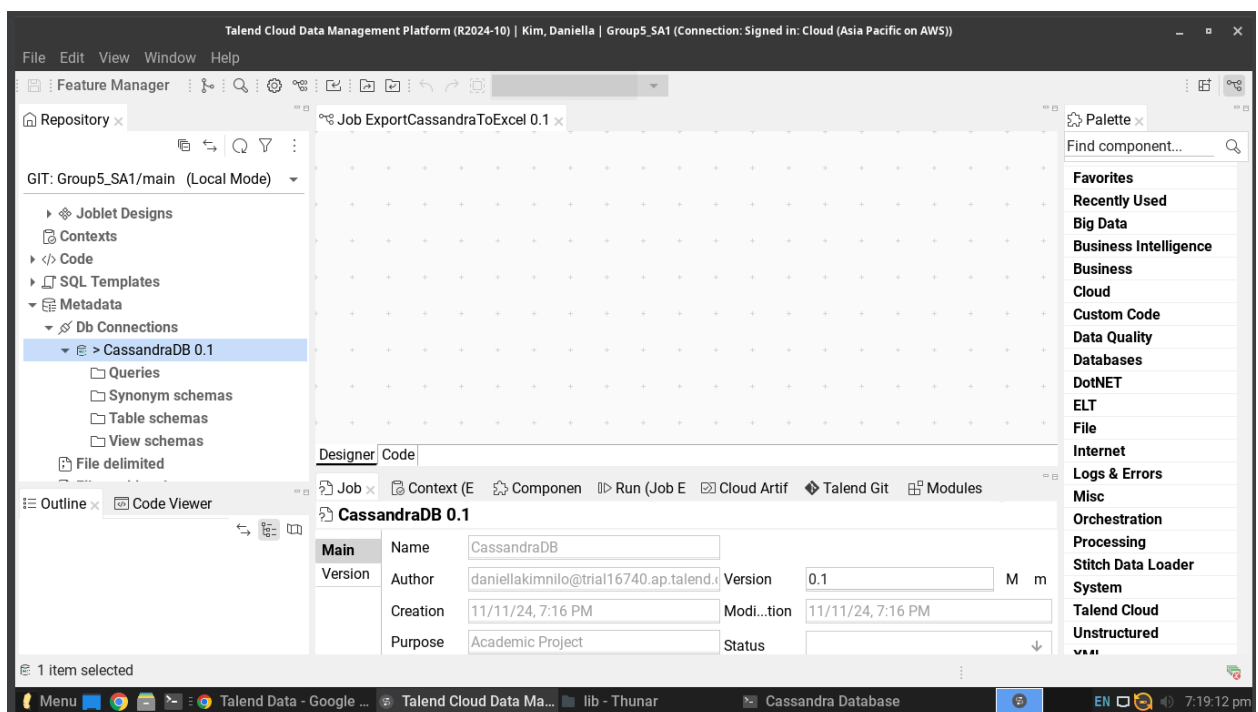 Talend Cloud Data Management Platform (R2024-10) | Kim, Daniella | Group5_SA1 (Connection: Signed in: Cloud (Asia Pacific on AWS))
File Edit View Window Help
Feature Manager
Repository
GIT: Group5_SA1/main (Local Mode)
Joblet Designs
Contexts
Code
SQL Templates
Metadata
Db Connections
> CassandraDB 0.1
Queries
Synonym schemas
Table schemas
View schemas
File delimited
Outline
Code Viewer
Job ExportCassandraToExcel 0.1
Designer Code
Job Context (E Componen Run (Job E Cloud Artif Talend Git Modules
CassandraDB 0.1
Main
Version
Name CassandraDB
Author daniellakimnilo@trial16740.ap.talend. Version 0.1 M m
Creation 11/11/24, 7:16 PM Modi...tion 11/11/24, 7:16 PM
Purpose Academic Project Status
Palette
Find component...
Favorites
Recently Used
Big Data
Business Intelligence
Business
Cloud
Custom Code
Data Quality
Databases
DotNET
ELT
File
Internet
Logs & Errors
Misc
Orchestration
Processing
Stitch Data Loader
System
Talend Cloud
Unstructured
XML
1 item selected
Menu Talend Data - Google ... Talend Cloud Data Ma... lib - Thunar Cassandra Database EN 7:19:12 pm